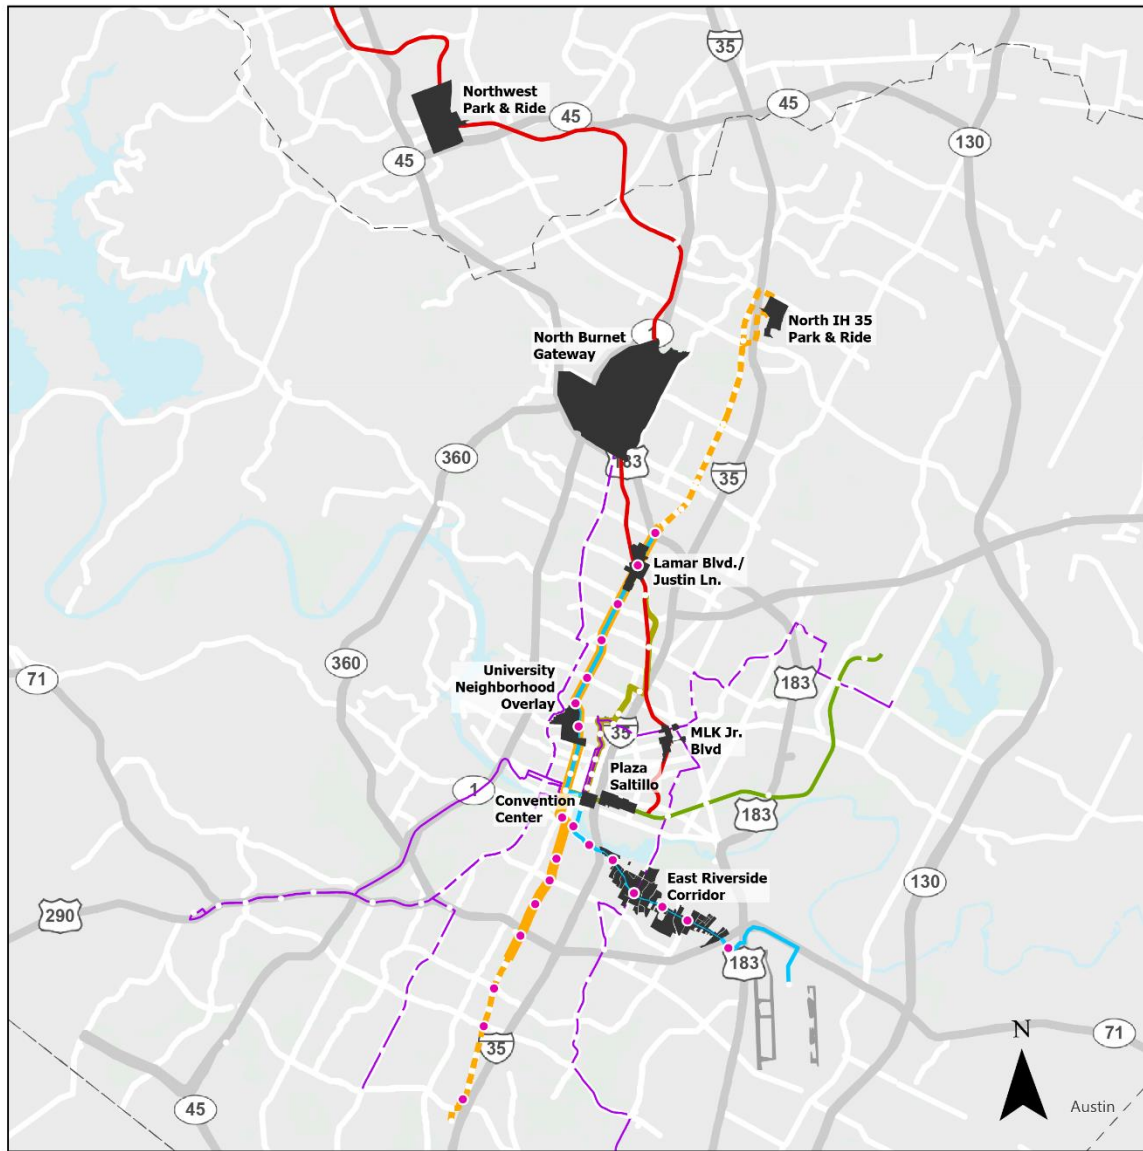 35
Northwest
Park & Ride
45
45
45
130
North IH 35
Park & Ride
North Burnet
Gateway
1
360
183
35
Lamar Blvd./
Justin Ln.
University
Neighborhood
Overlay
360
71
183
35
MLK Jr.
Blvd
Plaza
Saltillo
1
Convention
Center
183
East Riverside
Corridor
130
290
183
35
71
N
45
Austin